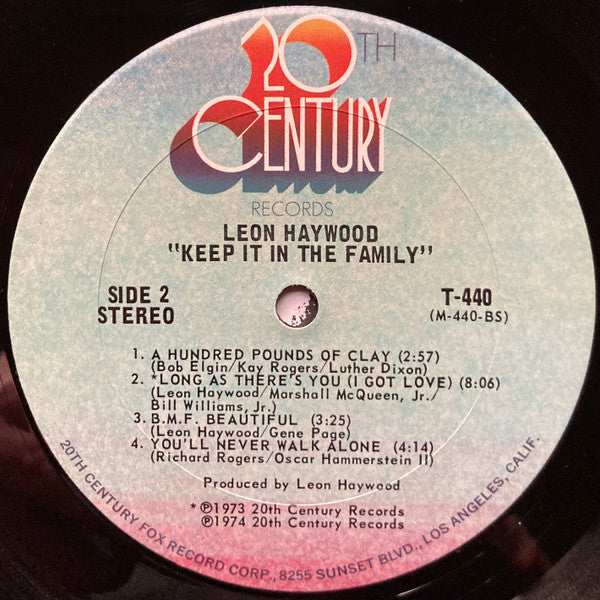 20TH
CENTURY
RECORDS
LEON HAYWOOD
"KEEP IT IN THE FAMILY"
SIDE 2
STEREO
T-440
(M-440-BS)
1. A HUNDRED POUNDS OF CLAY (2:57)
(Bob Elgin/Kay Rogers/Luther Dixon)
2. *LONG AS THERE'S YOU (I GOT LOVE) (8:06)
(Leon Haywood/Marshall McQueen, Jr./
Bill Williams, Jr.)
3. B.M.F. BEAUTIFUL (3:25)
(Leon Haywood/Gene Page)
4. YOU'LL NEVER WALK ALONE (4:14)
(Richard Rogers/Oscar Hammerstein II)
Produced by Leon Haywood
* ℗1973 20th Century Records
℗1974 20th Century Records
20TH CENTURY FOX RECORD CORP., 8255 SUNSET BLVD., LOS ANGELES, CALIF.